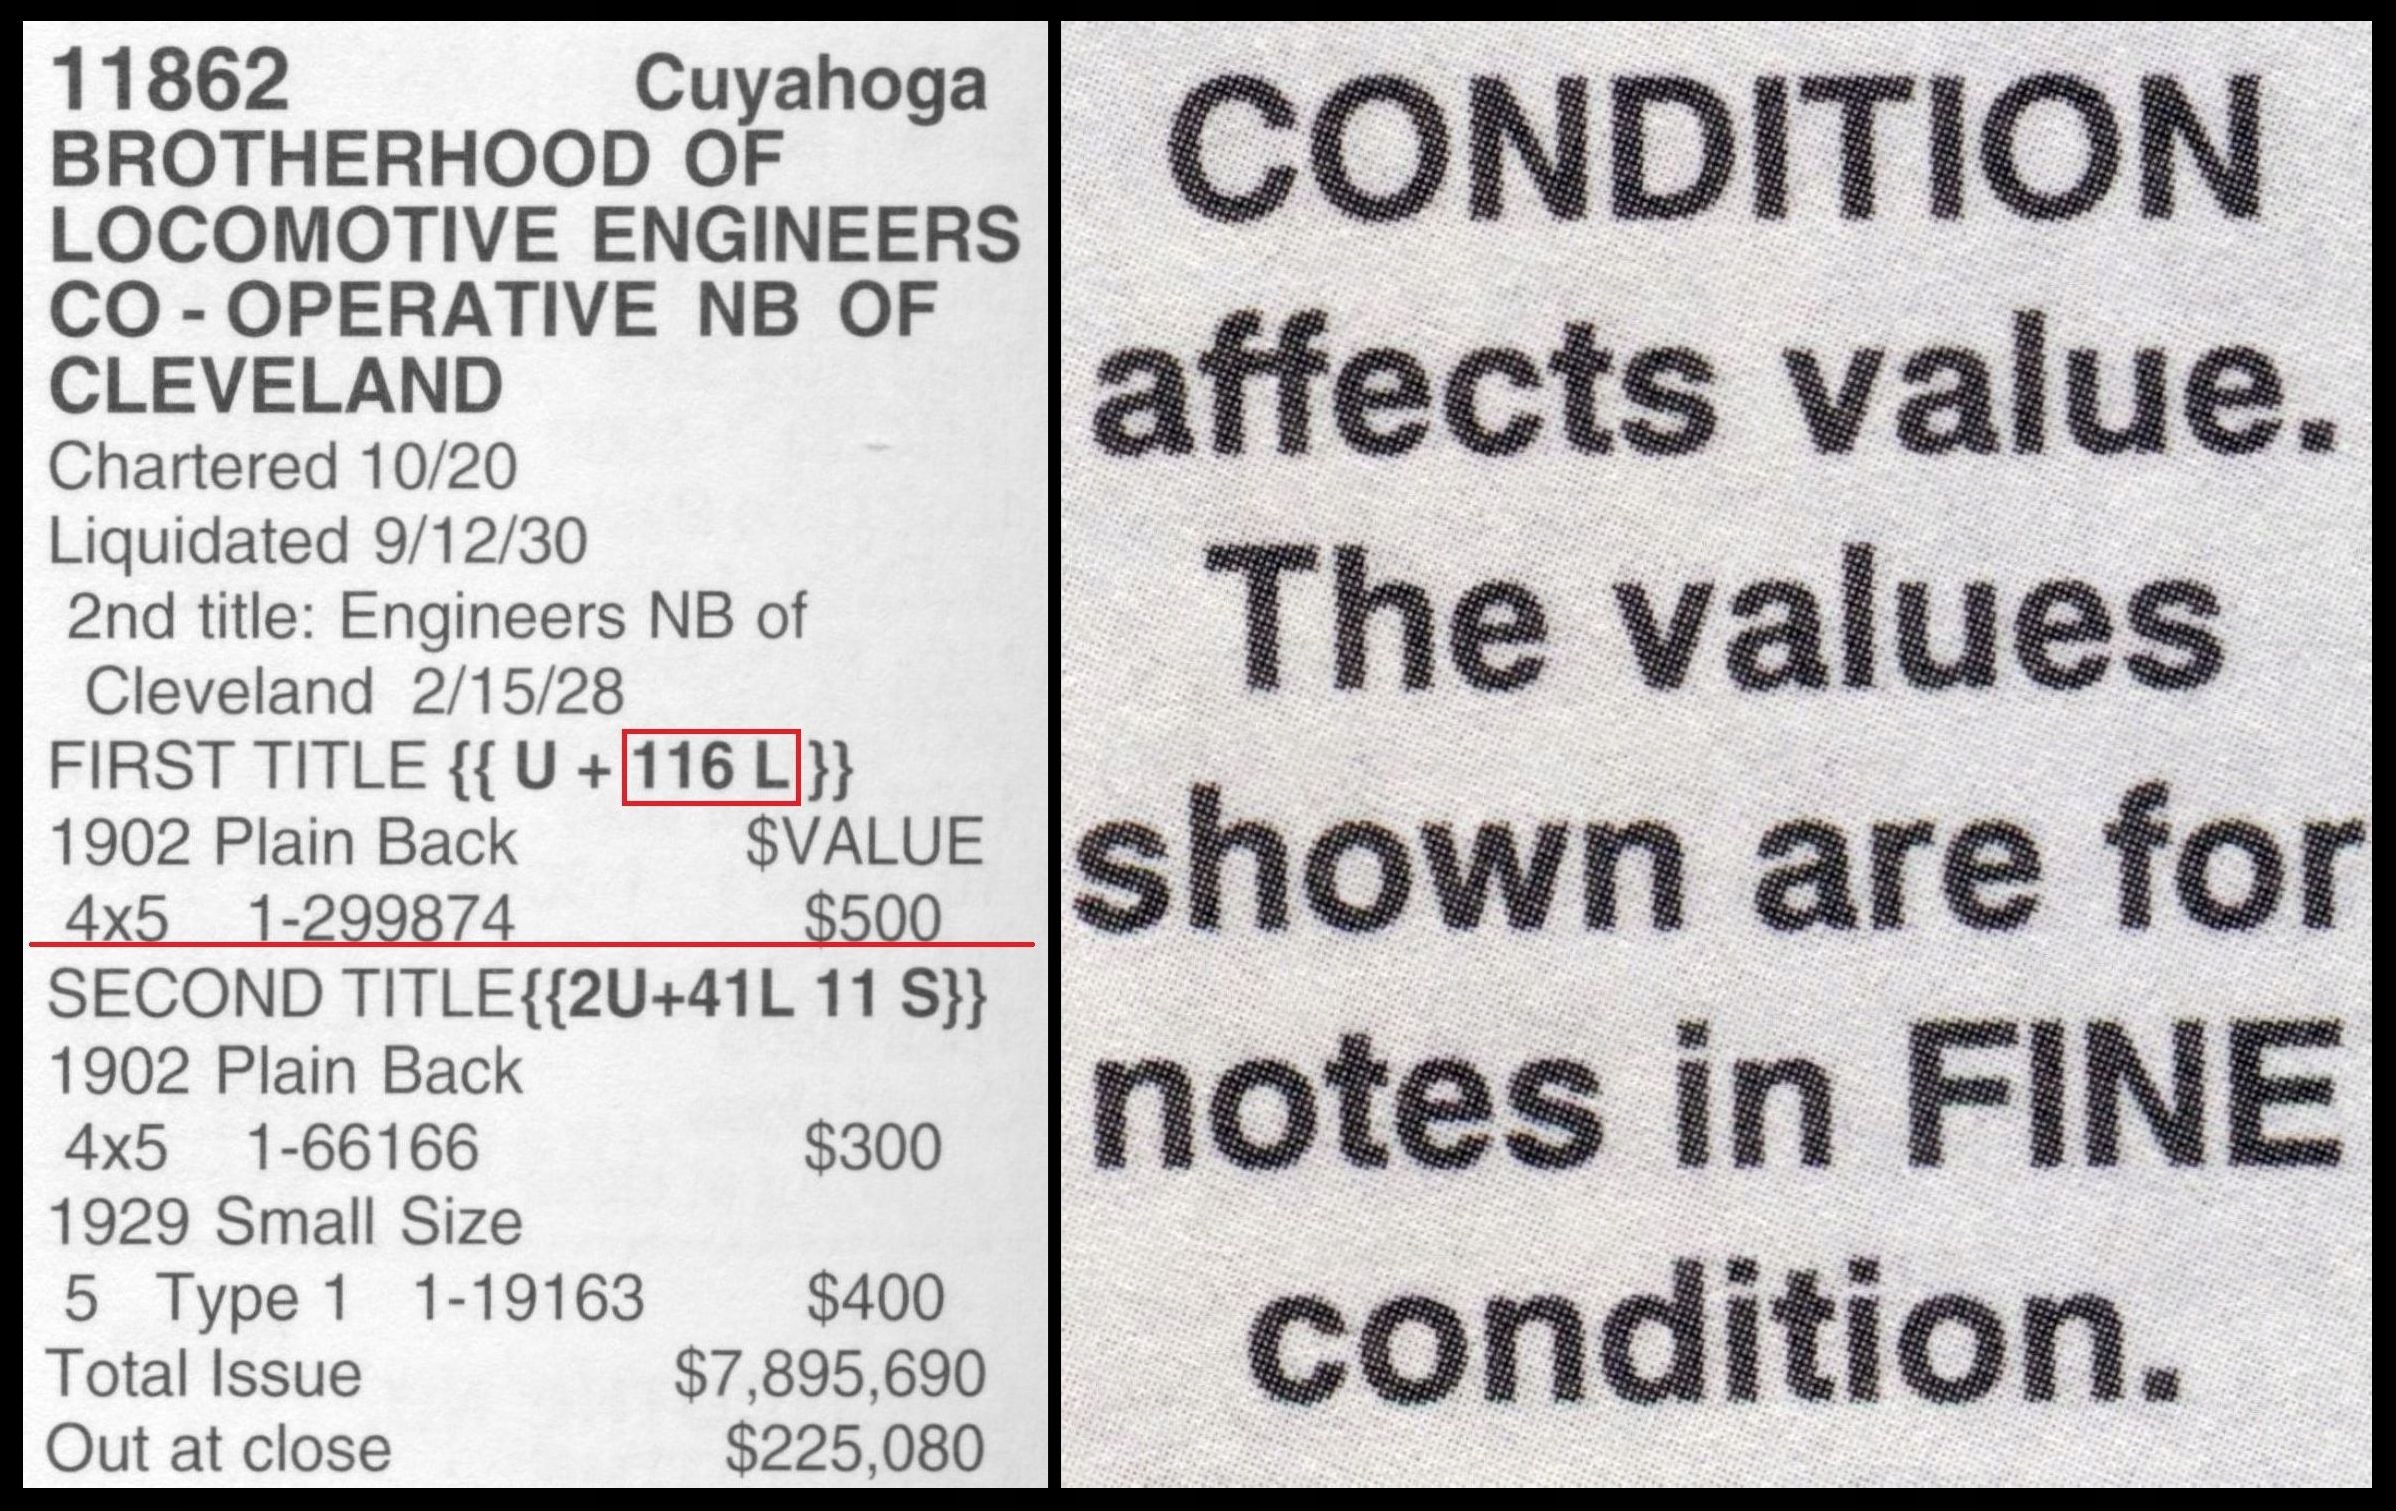 11862 Cuyahoga
BROTHERHOOD OF
LOCOMOTIVE ENGINEERS
CO - OPERATIVE NB OF
CLEVELAND
Chartered 10/20
Liquidated 9/12/30
2nd title: Engineers NB of
Cleveland 2/15/28
FIRST TITLE {{ U + 116 L }}
1902 Plain Back $VALUE
4x5 1-299874 $500
SECOND TITLE{{2U+41L 11 S}}
1902 Plain Back
4x5 1-66166 $300
1929 Small Size
5 Type 1 1-19163 $400
Total Issue $7,895,690
Out at close $225,080
CONDITION
affects value.
The values
shown are for
notes in FINE
condition.